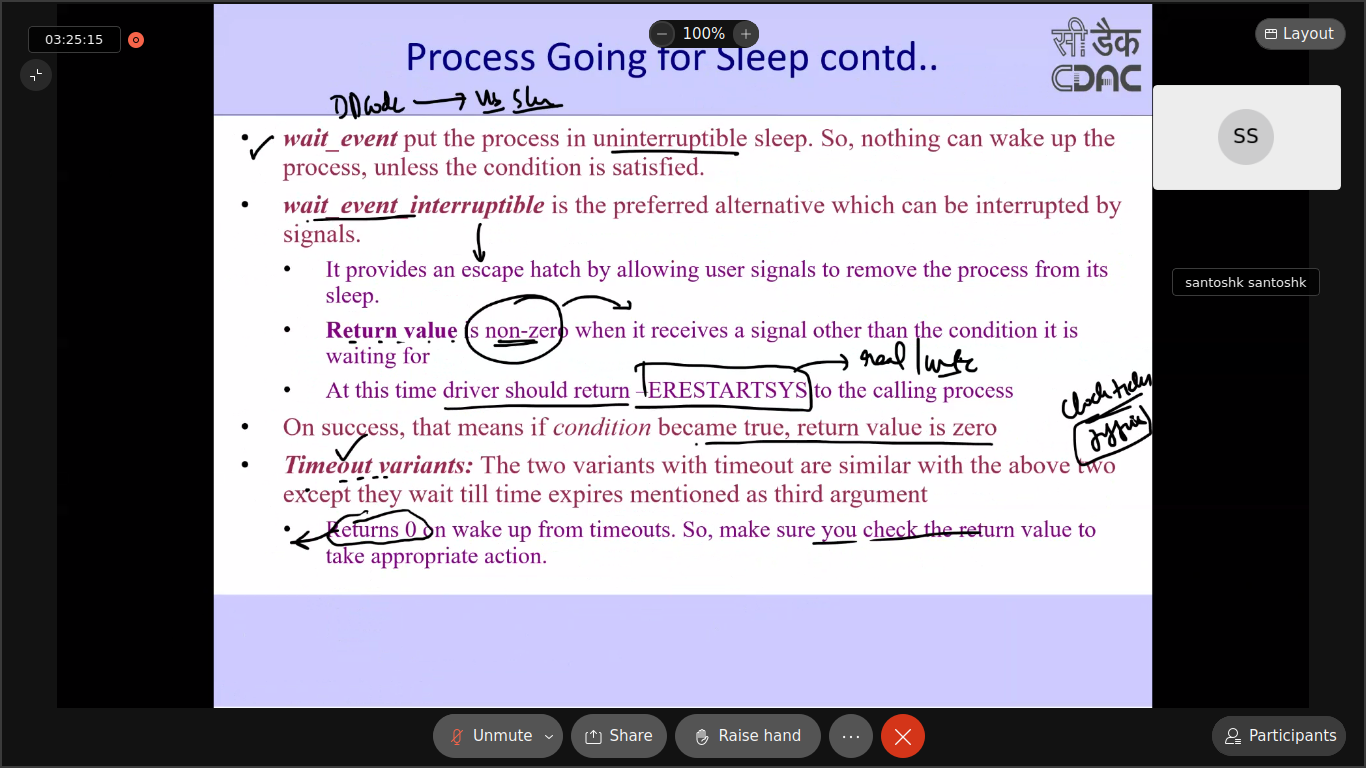 03:25:15
100%
Layout
Process Going for Sleep contd..
सी डैक
CDAC
SS
• wait_event put the process in uninterruptible sleep. So, nothing can wake up the
process, unless the condition is satisfied.
• wait_event_interruptible is the preferred alternative which can be interrupted by
signals.
• It provides an escape hatch by allowing user signals to remove the process from its
sleep.
santoshk santoshk
• Return value is non-zero when it receives a signal other than the condition it is
waiting for
read/write
• At this time driver should return –ERESTARTSYS to the calling process
clock ticks
• On success, that means if condition became true, return value is zero
• Timeout variants: The two variants with timeout are similar with the above two
except they wait till time expires mentioned as third argument
• Returns 0 on wake up from timeouts. So, make sure you check the return value to
take appropriate action.
Unmute
Share
Raise hand
Participants